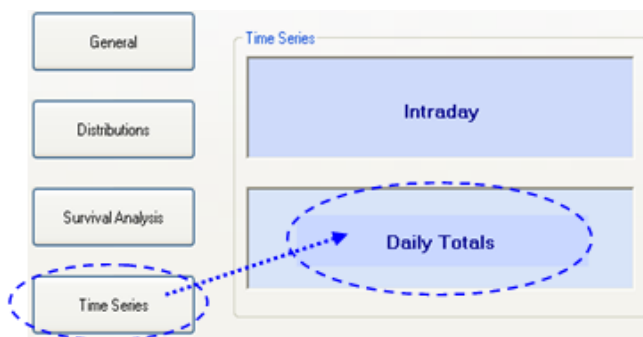 General
Distributions
Survival Analysis
Time Series
Time Series
Intraday
Daily Totals